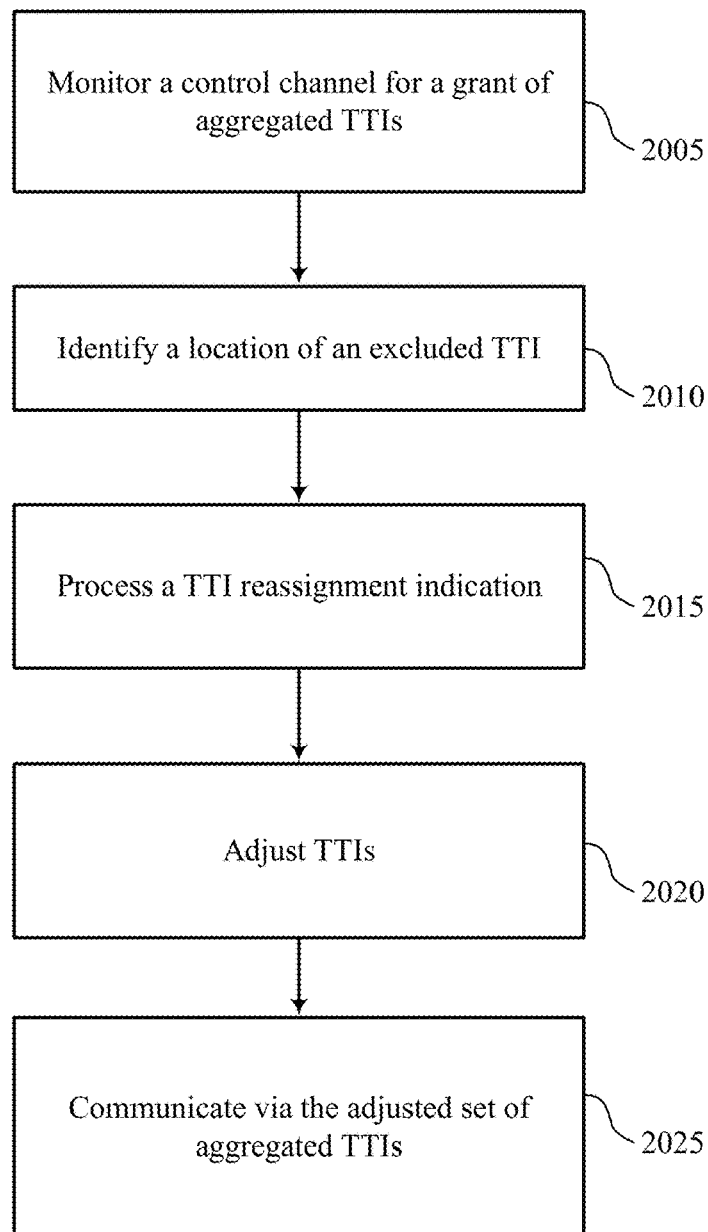 Monitor a control channel for a grant of
aggregated TTIs
2005
Identify a location of an excluded TTI
2010
Process a TTI reassignment indication
2015
Adjust TTIs
2020
Communicate via the adjusted set of
aggregated TTIs
2025